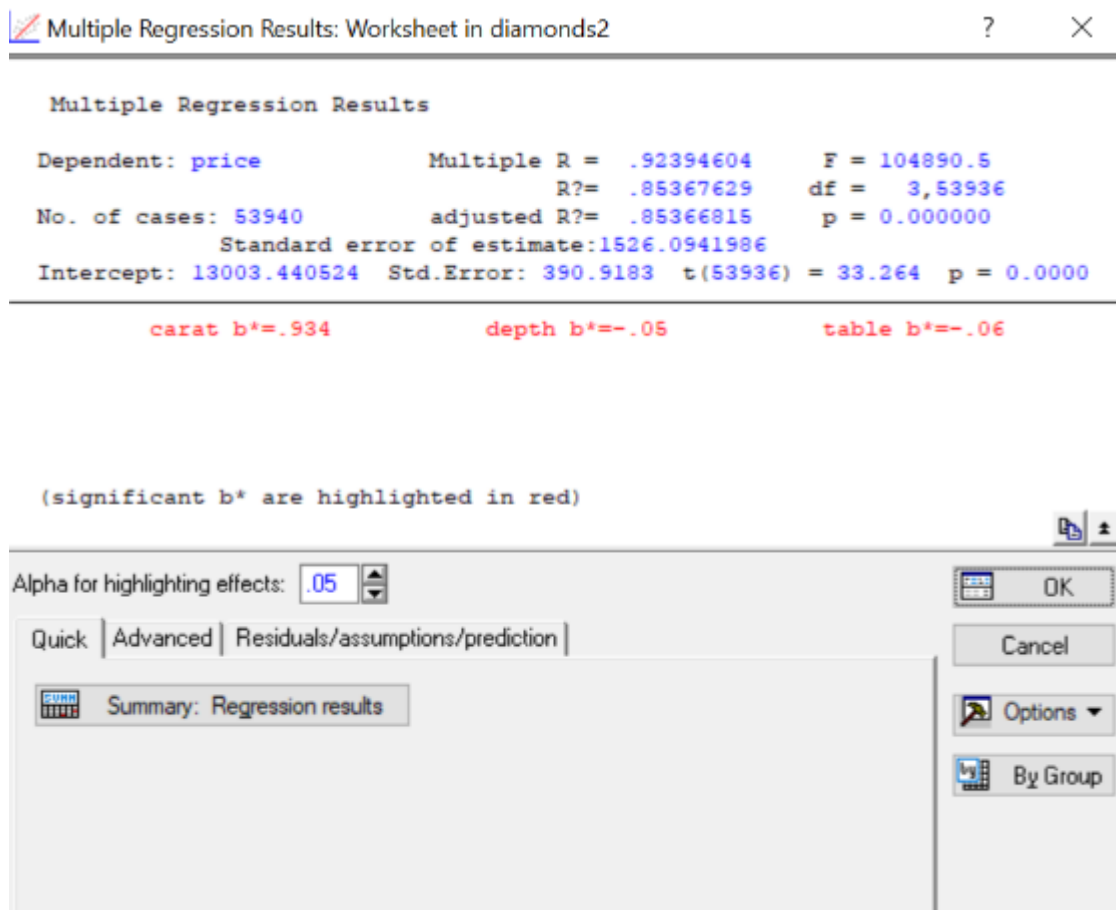 Multiple Regression Results: Worksheet in diamonds2 ? ×
Multiple Regression Results
Dependent: price Multiple R = .92394604 F = 104890.5
R?= .85367629 df = 3,53936
No. of cases: 53940 adjusted R?= .85366815 p = 0.000000
Standard error of estimate:1526.0941986
Intercept: 13003.440524 Std.Error: 390.9183 t(53936) = 33.264 p = 0.0000
carat b*=.934 depth b*=-.05 table b*=-.06
(significant b* are highlighted in red)
Alpha for highlighting effects: .05
OK
Quick Advanced Residuals/assumptions/prediction
Cancel
Summary: Regression results
Options
By Group